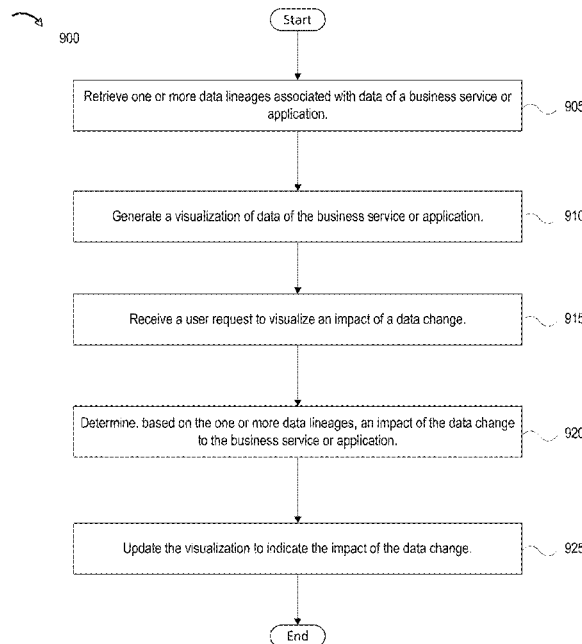 900
Start
Retrieve one or more data lineages associated with data of a business service or
application.
905
Generate a visualization of data of the business service or application.
910
Receive a user request to visualize an impact of a data change.
915
Determine, based on the one or more data lineages, an impact of the data change
to the business service or application.
920
Update the visualization to indicate the impact of the data change.
925
End